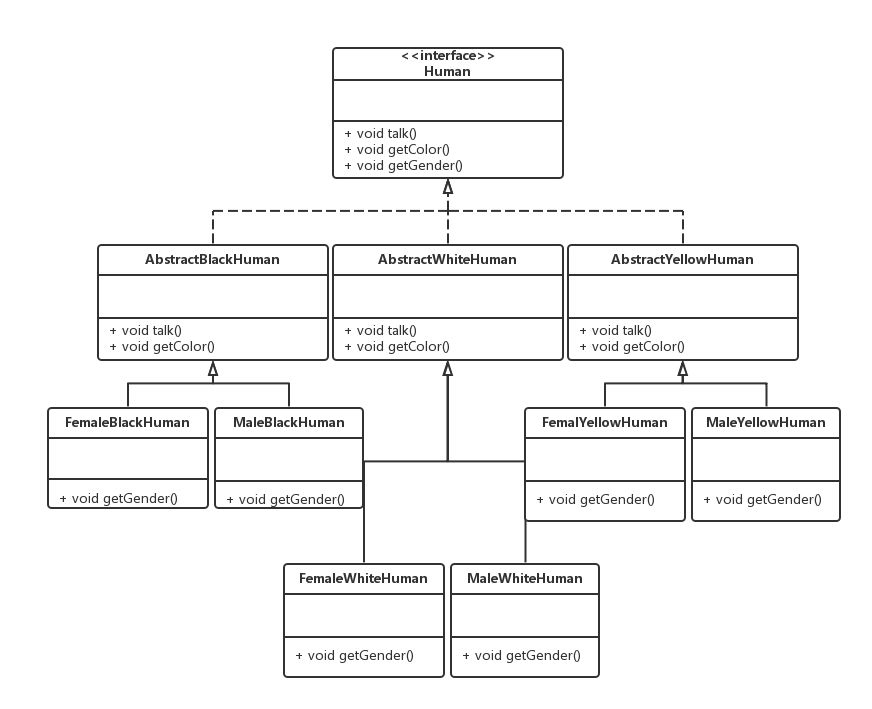 <<interface>>
Human
+ void talk()
+ void getColor()
+ void getGender()
AbstractBlackHuman
+ void talk()
+ void getColor()
AbstractWhiteHuman
+ void talk()
+ void getColor()
AbstractYellowHuman
+ void talk()
+ void getColor()
FemaleBlackHuman
+ void getGender()
MaleBlackHuman
+ void getGender()
FemalYellowHuman
+ void getGender()
MaleYellowHuman
+ void getGender()
FemaleWhiteHuman
+ void getGender()
MaleWhiteHuman
+ void getGender()